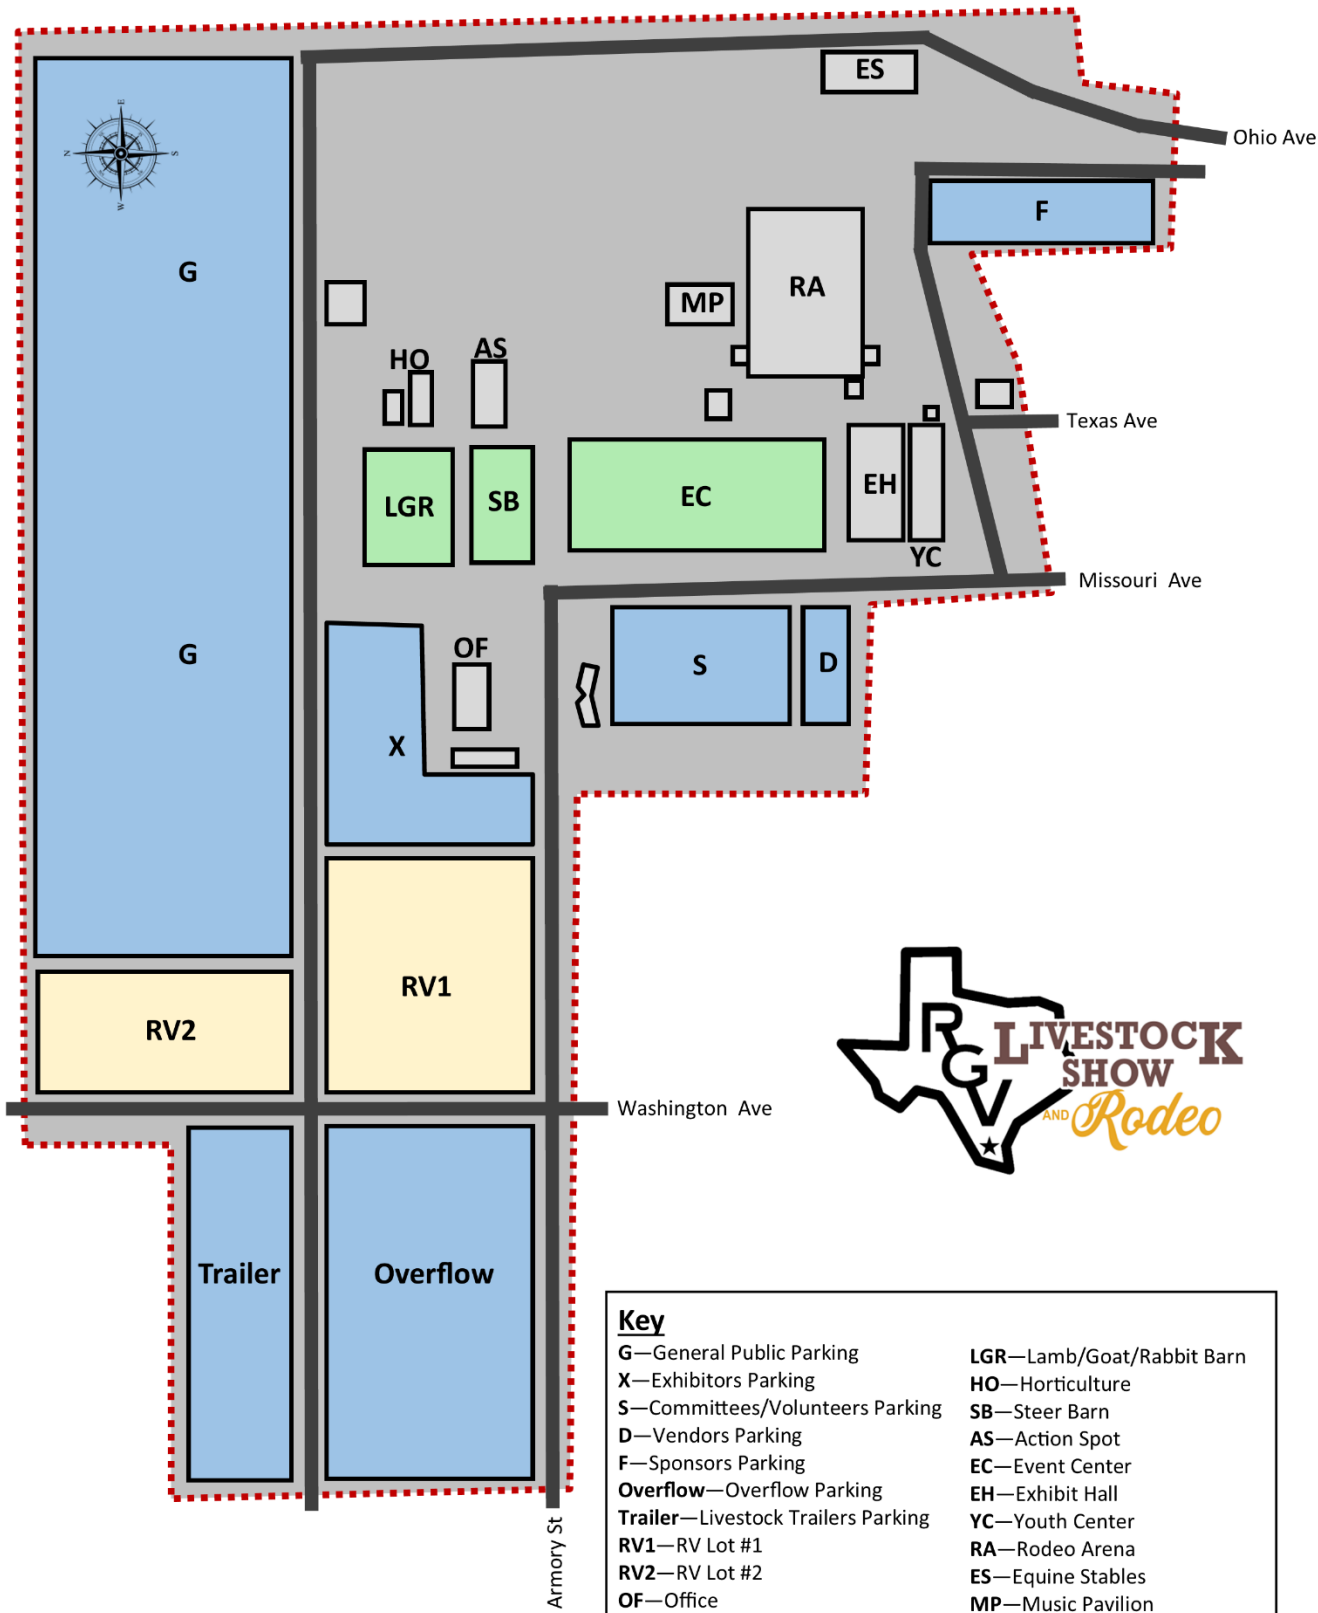 ES
Ohio Ave
E
N
S
W
F
G
RA
MP
HO
AS
Texas Ave
LGR
SB
EC
EH
YC
Missouri Ave
G
OF
S
D
X
RV1
RV2
RGV
LIVESTOCK
SHOW
AND Rodeo
Washington Ave
Trailer
Overflow
Armory St
Key
G—General Public Parking
X—Exhibitors Parking
S—Committees/Volunteers Parking
D—Vendors Parking
F—Sponsors Parking
Overflow—Overflow Parking
Trailer—Livestock Trailers Parking
RV1—RV Lot #1
RV2—RV Lot #2
OF—Office
LGR—Lamb/Goat/Rabbit Barn
HO—Horticulture
SB—Steer Barn
AS—Action Spot
EC—Event Center
EH—Exhibit Hall
YC—Youth Center
RA—Rodeo Arena
ES—Equine Stables
MP—Music Pavilion